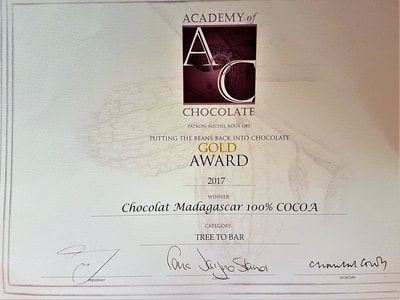 ACADEMY of
A
C
CHOCOLATE
PATRON: MICHEL ROUX OBE
PUTTING THE BEANS BACK INTO CHOCOLATE
GOLD
AWARD
2017
WINNER
Chocolat Madagascar 100% COCOA
CATEGORY
TREE TO BAR
PRESIDENT
SECRETARY